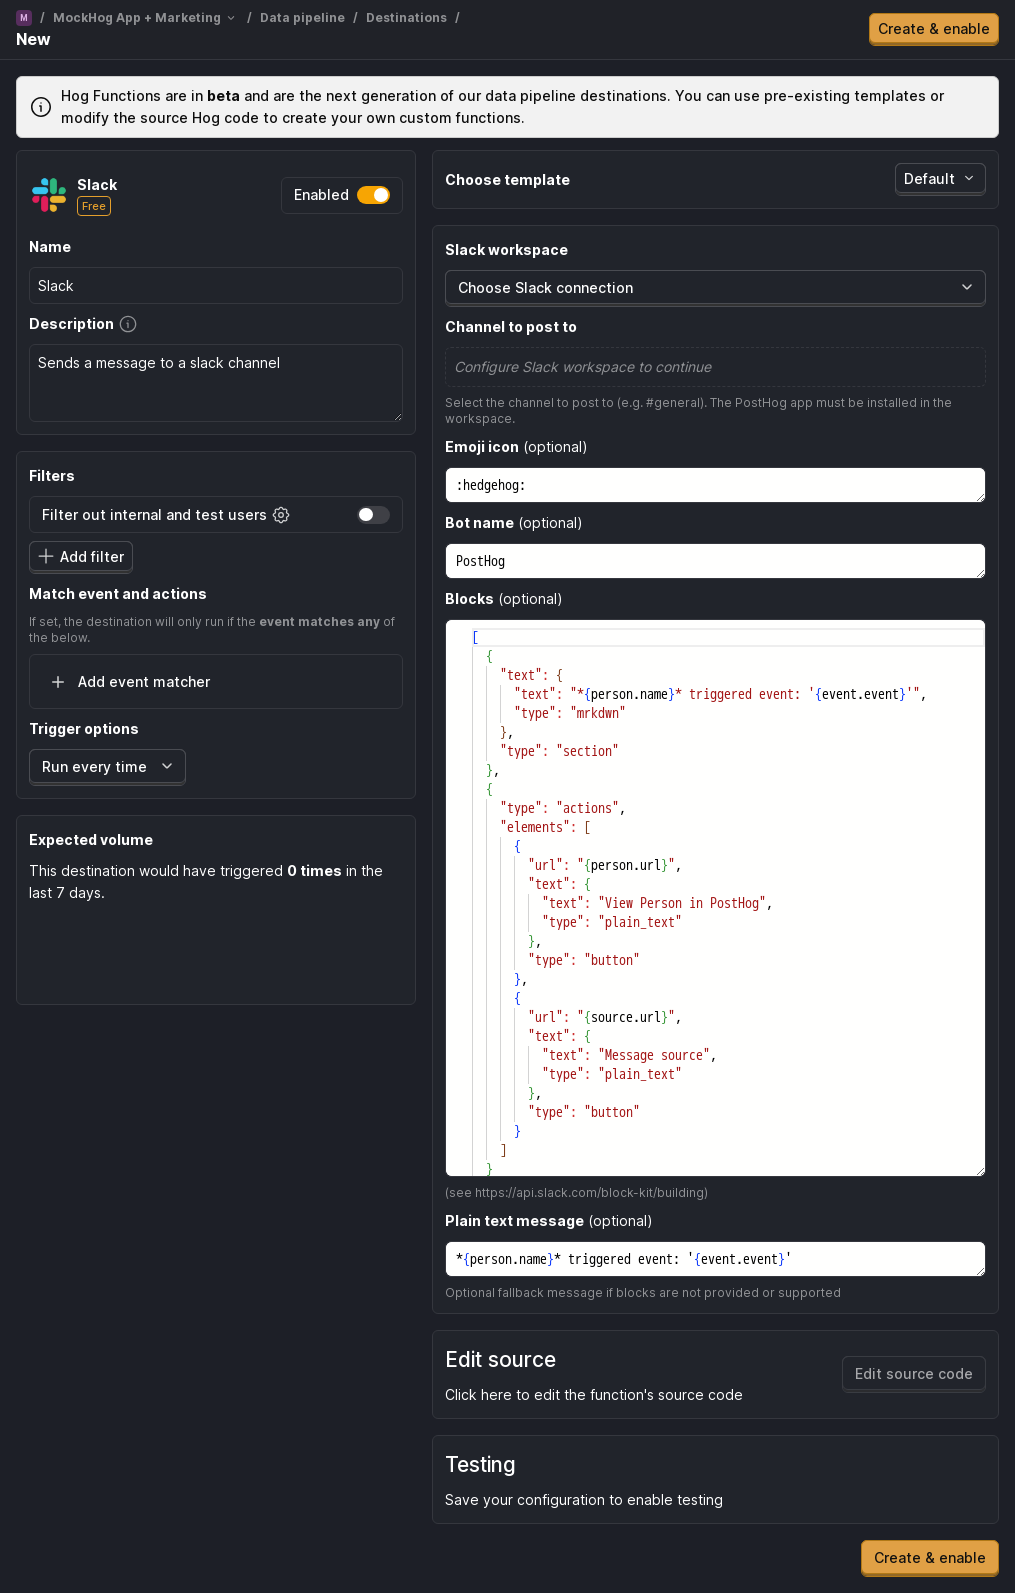 M / MockHog App + Marketing / Data pipeline / Destinations /
New
Create & enable
Hog Functions are in beta and are the next generation of our data pipeline destinations. You can use pre-existing templates or
modify the source Hog code to create your own custom functions.
Slack
Free
Enabled
Name
Slack
Description
Sends a message to a slack channel
Filters
Filter out internal and test users
Add filter
Match event and actions
If set, the destination will only run if the event matches any of
the below.
Add event matcher
Trigger options
Run every time
Expected volume
This destination would have triggered 0 times in the
last 7 days.
Choose template
Default
Slack workspace
Choose Slack connection
Channel to post to
Configure Slack workspace to continue
Select the channel to post to (e.g. #general). The PostHog app must be installed in the
workspace.
Emoji icon (optional)
:hedgehog:
Bot name (optional)
PostHog
Blocks (optional)
[
{
"text": {
"text": "*{person.name}* triggered event: '{event.event}'",
"type": "mrkdwn"
},
"type": "section"
},
{
"type": "actions",
"elements": [
{
"url": "{person.url}",
"text": {
"text": "View Person in PostHog",
"type": "plain_text"
},
"type": "button"
},
{
"url": "{source.url}",
"text": {
"text": "Message source",
"type": "plain_text"
},
"type": "button"
}
]
}
(see https://api.slack.com/block-kit/building)
Plain text message (optional)
*{person.name}* triggered event: '{event.event}'
Optional fallback message if blocks are not provided or supported
Edit source
Click here to edit the function's source code
Edit source code
Testing
Save your configuration to enable testing
Create & enable